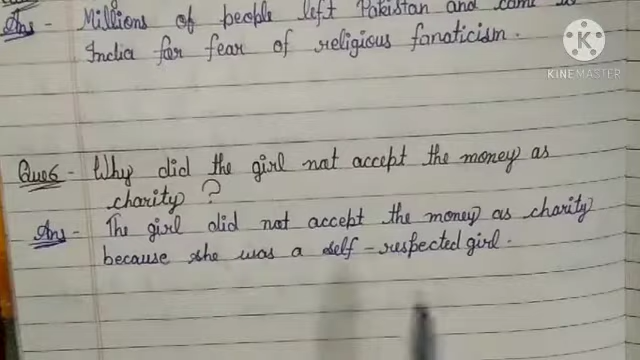 Ans - Millions of people left Pakistan and came
India for fear of religious fanaticism.
KINEMASTER
Que6 - Why did the girl not accept the money as
charity?
Ans - The girl did not accept the money as charity
because she was a self-respected girl.